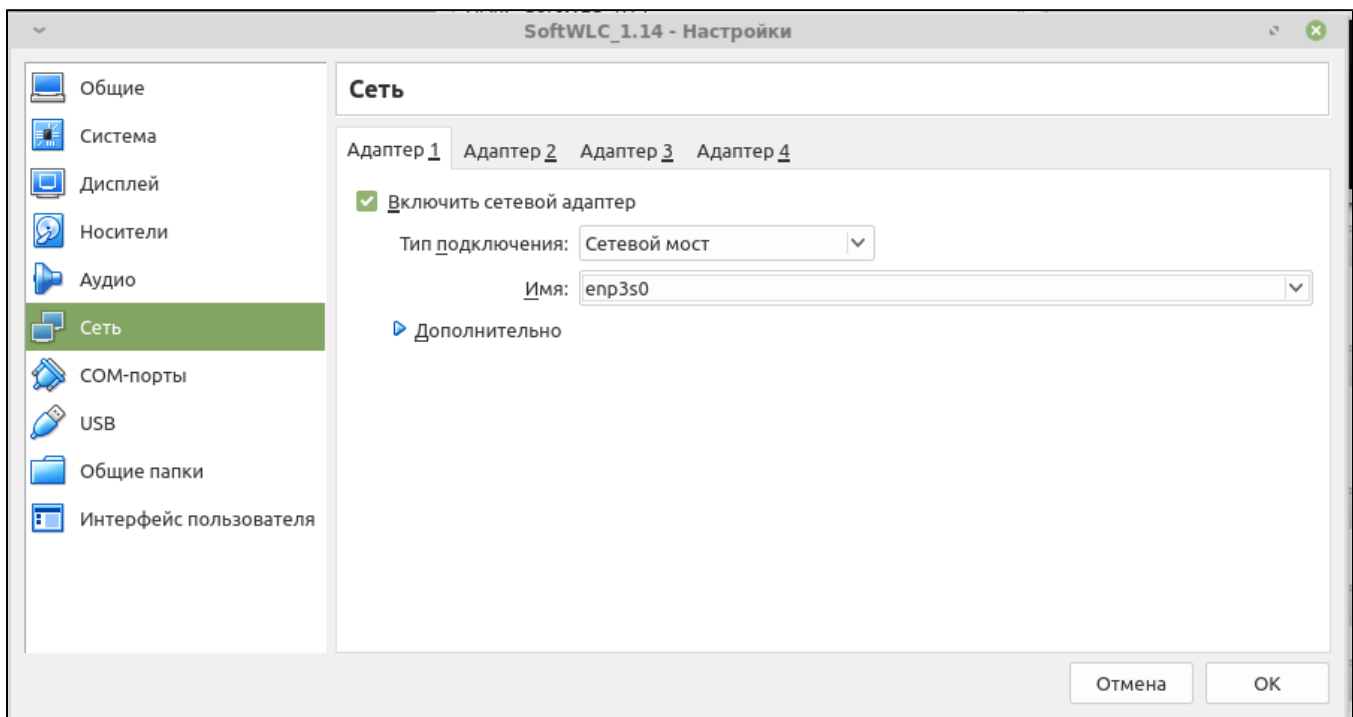 SoftWLC_1.14 - Настройки
Общие
Система
Дисплей
Носители
Аудио
Сеть
COM-порты
USB
Общие папки
Интерфейс пользователя
Сеть
Адаптер 1 Адаптер 2 Адаптер 3 Адаптер 4
Включить сетевой адаптер
Тип подключения: Сетевой мост
Имя: enp3s0
Дополнительно
Отмена OK